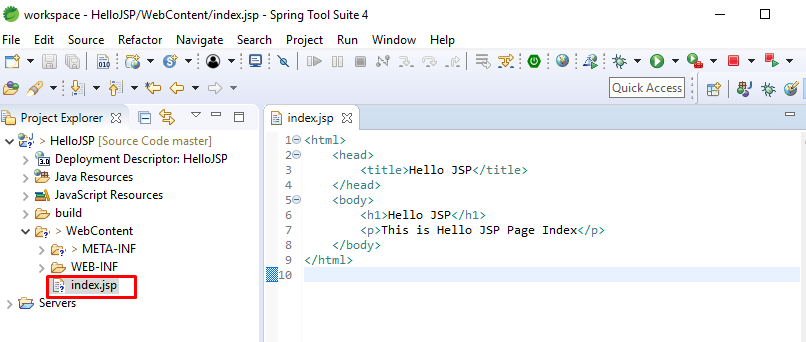 workspace - HelloJSP/WebContent/index.jsp - Spring Tool Suite 4
File Edit Source Refactor Navigate Search Project Run Window Help
010
Quick Access
Project Explorer
> HelloJSP [Source Code master]
3.0 Deployment Descriptor: HelloJSP
Java Resources
JavaScript Resources
build
> WebContent
> META-INF
WEB-INF
index.jsp
Servers
index.jsp
1 <html>
2 <head>
3 <title>Hello JSP</title>
4 </head>
5 <body>
6 <h1>Hello JSP</h1>
7 <p>This is Hello JSP Page Index</p>
8 </body>
9 </html>
10